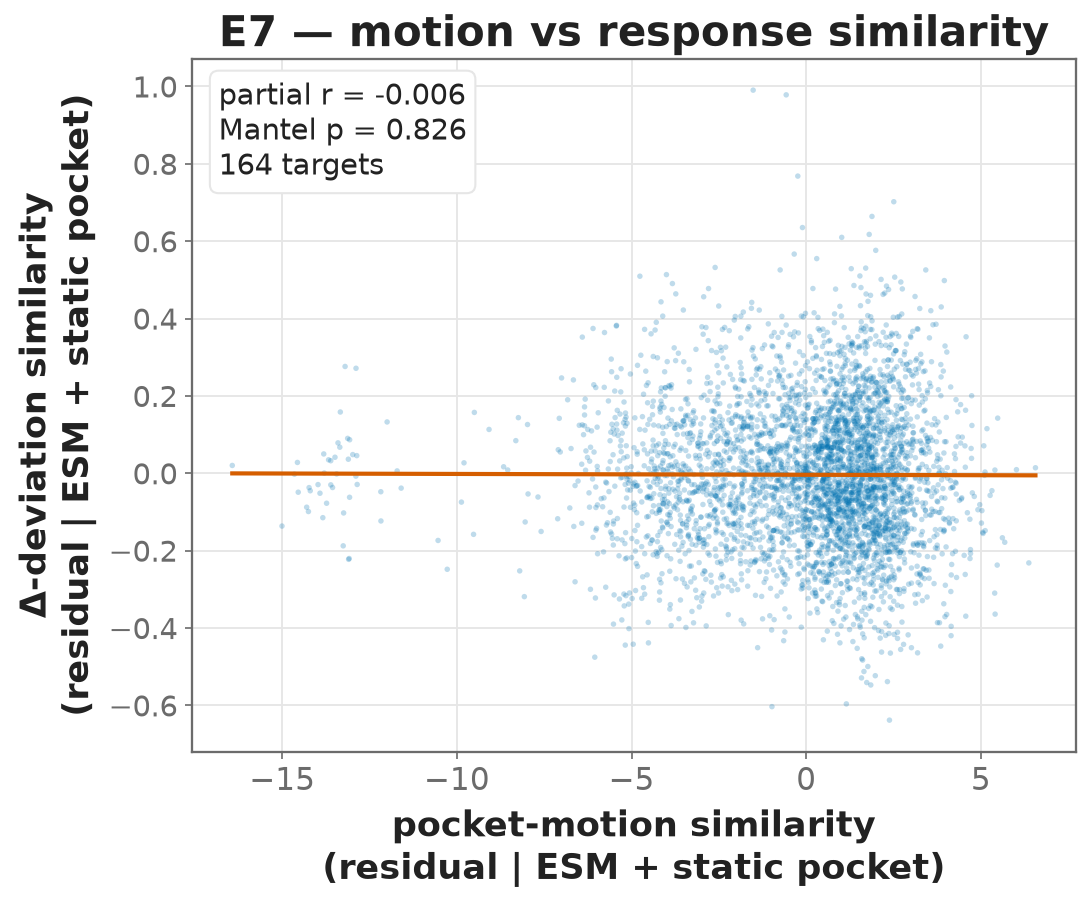 E7 — motion vs response similarity
partial r = -0.006
Mantel p = 0.826
164 targets
Δ-deviation similarity
(residual | ESM + static pocket)
1.0
0.8
0.6
0.4
0.2
0.0
−0.2
−0.4
−0.6
−15
−10
−5
0
5
pocket-motion similarity
(residual | ESM + static pocket)